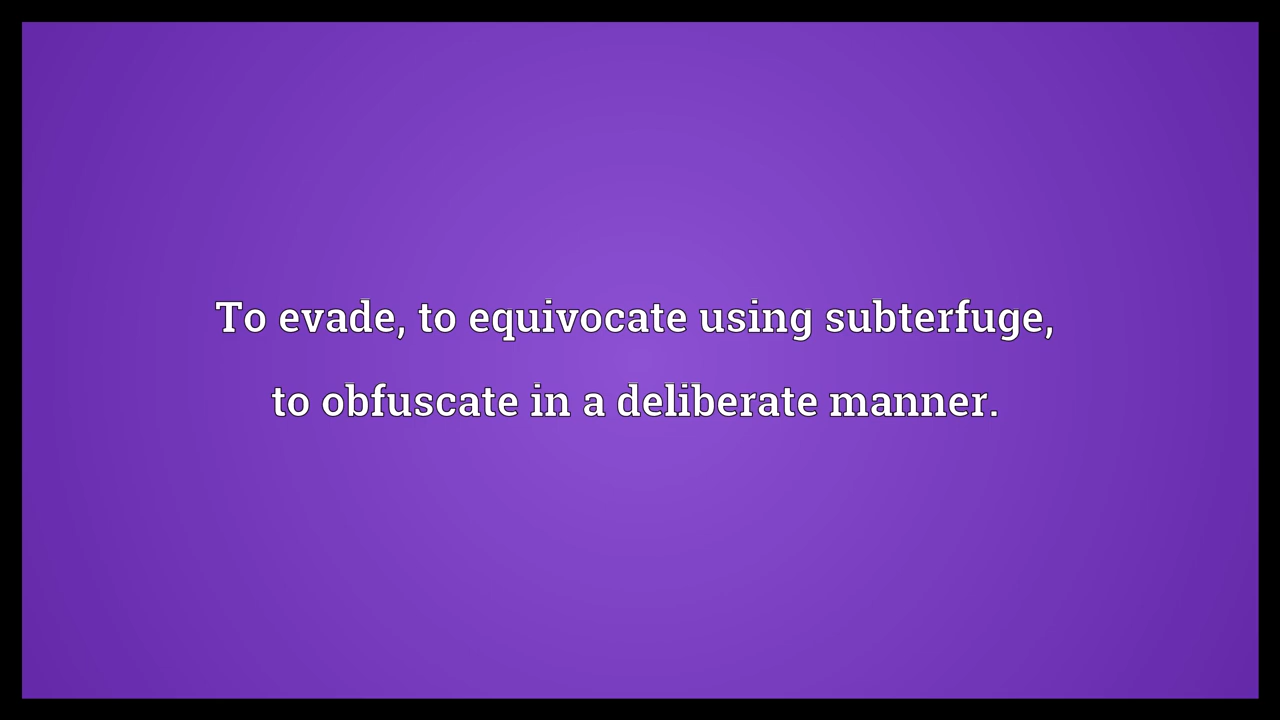 To evade, to equivocate using subterfuge,
to obfuscate in a deliberate manner.